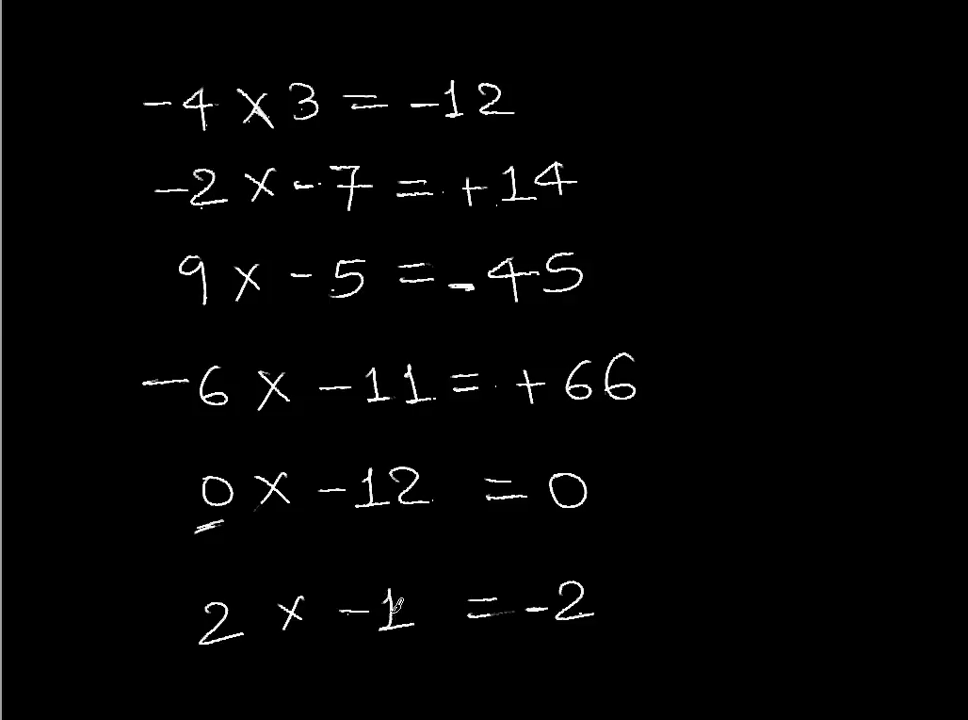 -4 × 3 = -12
-2 × -7 = +14
9 × -5 = -45
-6 × -11 = +66
0 × -12 = 0
2 × -1 = -2